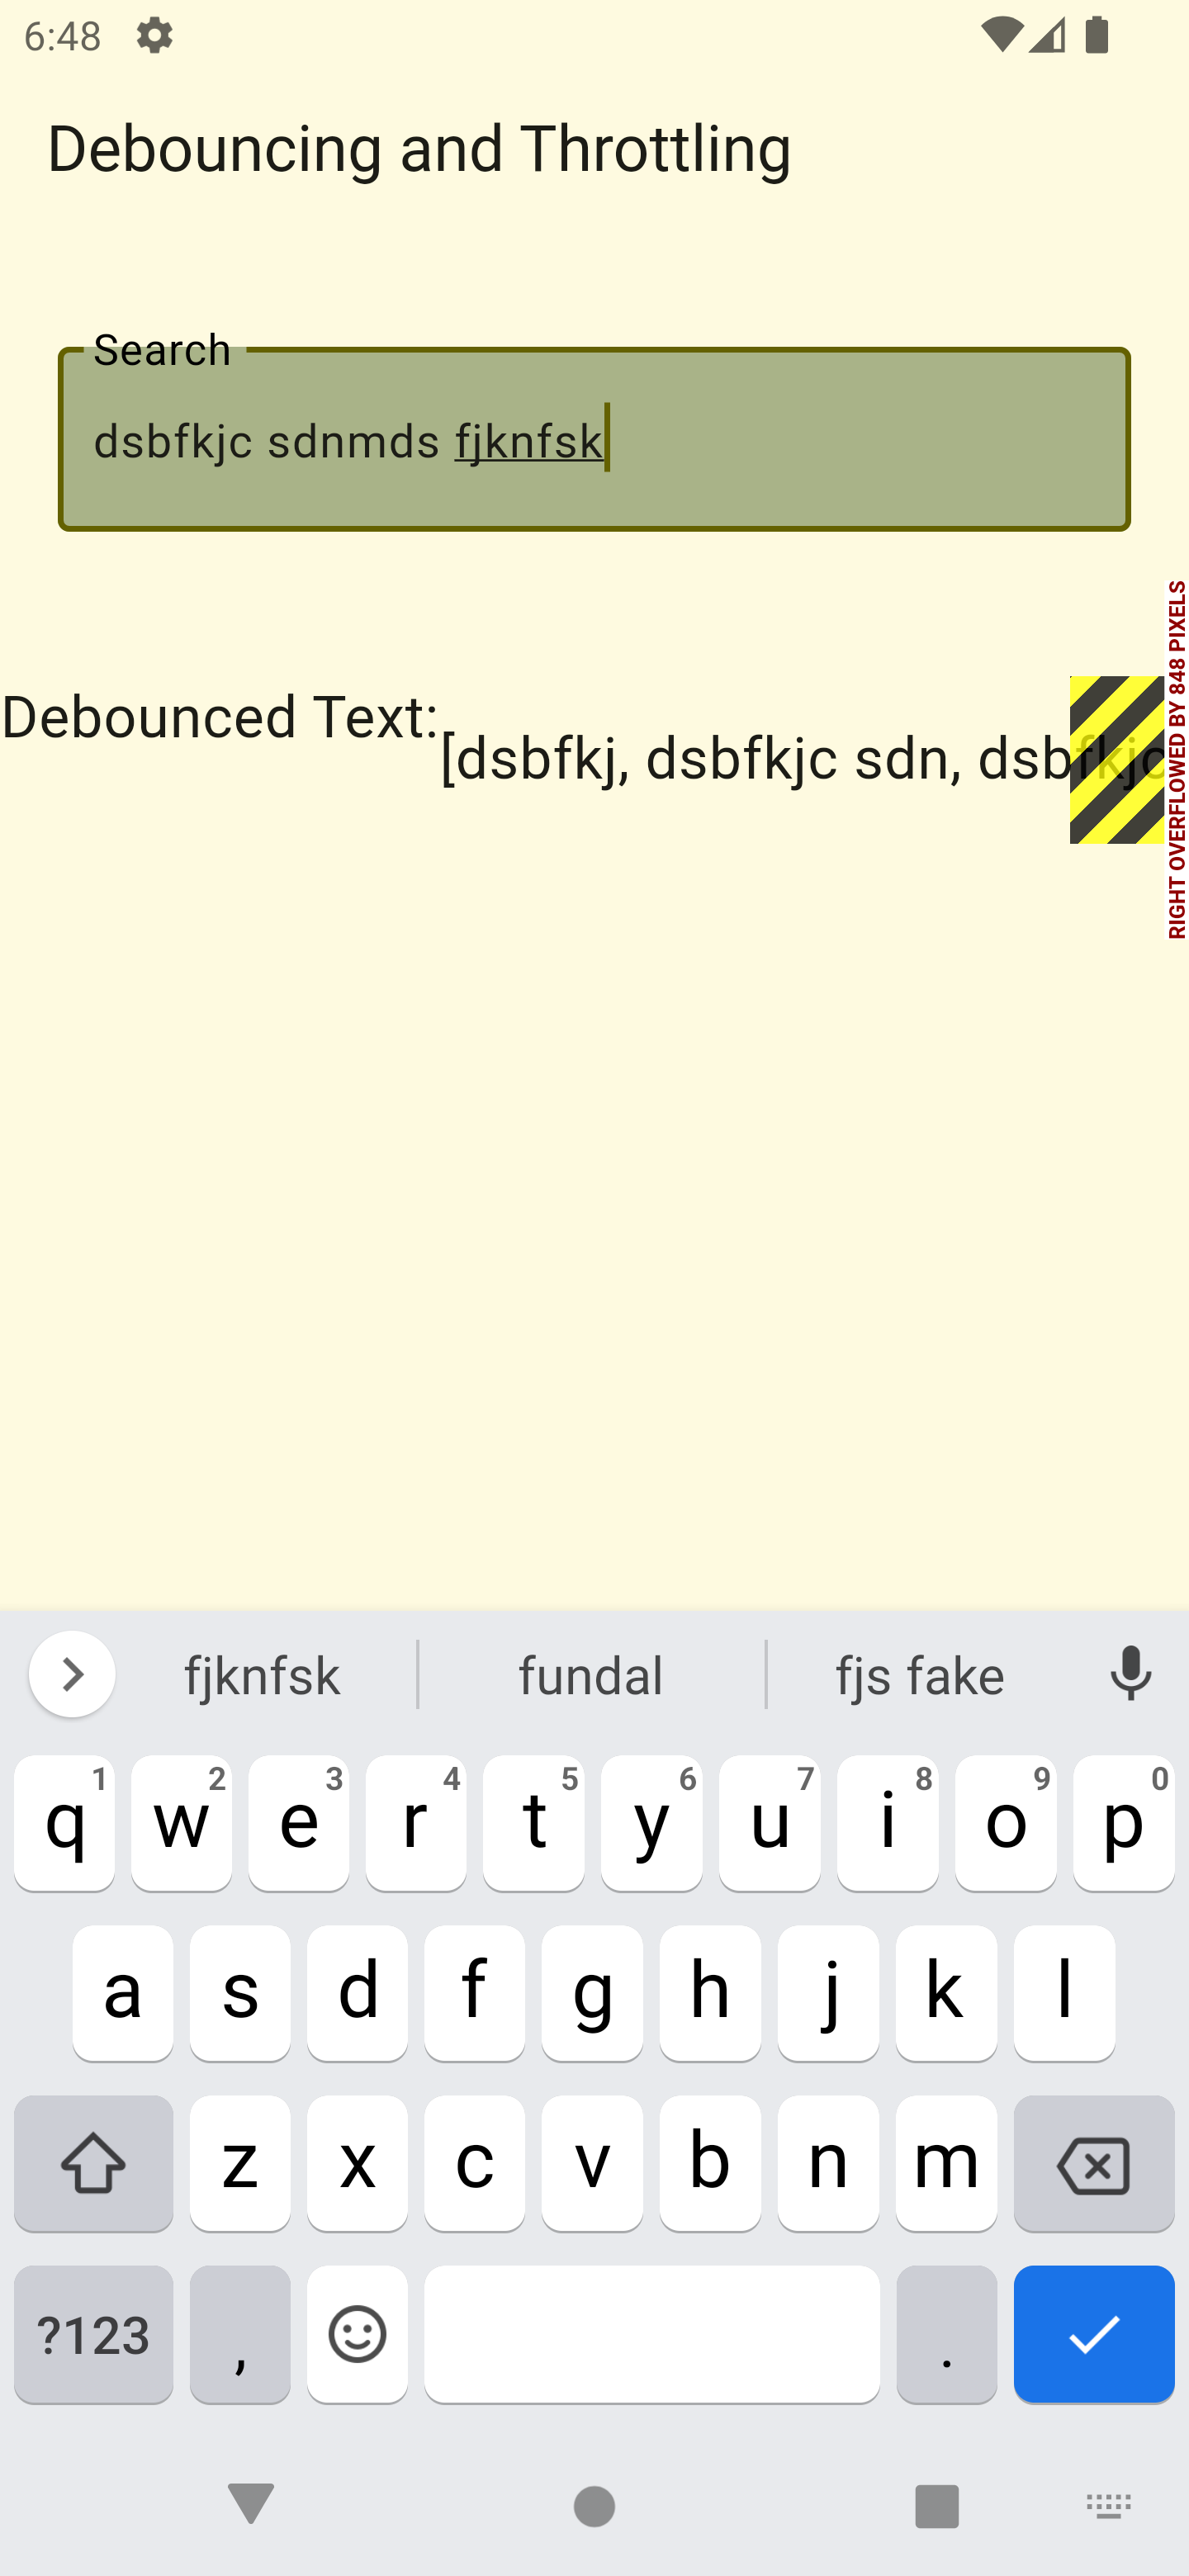 6:48
Debouncing and Throttling
Search
dsbfkjc sdnmds fjknfsk
RIGHT OVERFLOWED BY 848 PIXELS
Debounced Text:
[dsbfkj, dsbfkjc sdn, dsbfkjc
fjknfsk fundal fjs fake
1 2 3 4 5 6 7 8 9 0
q w e r t y u i o p
a s d f g h j k l
z x c v b n m
?123 , .